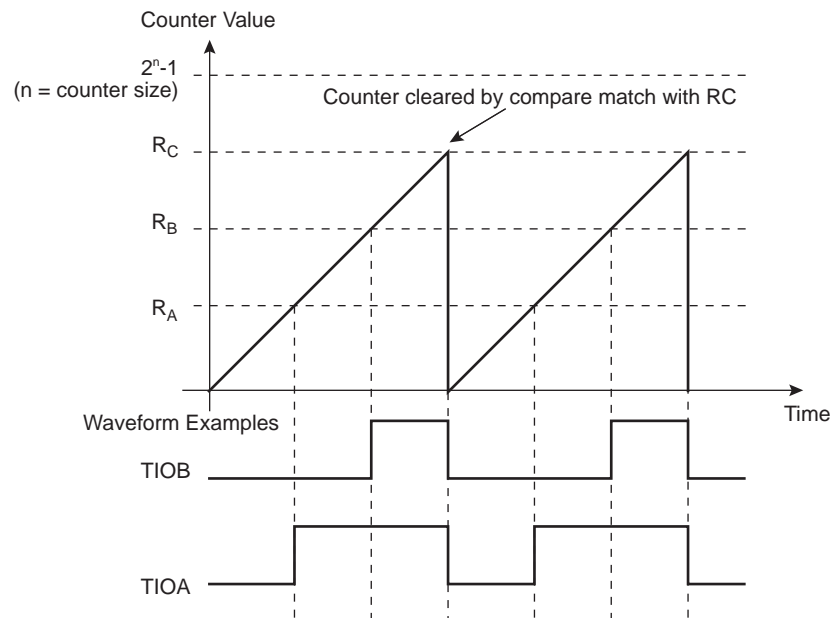 Counter Value
2ⁿ-1
(n = counter size)
Counter cleared by compare match with RC
R_C
R_B
R_A
Time
Waveform Examples
TIOB
TIOA